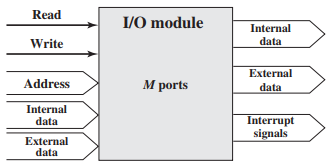 Read
Write
Address
Internal
data
External
data
I/O module
M ports
Internal
data
External
data
Interrupt
signals